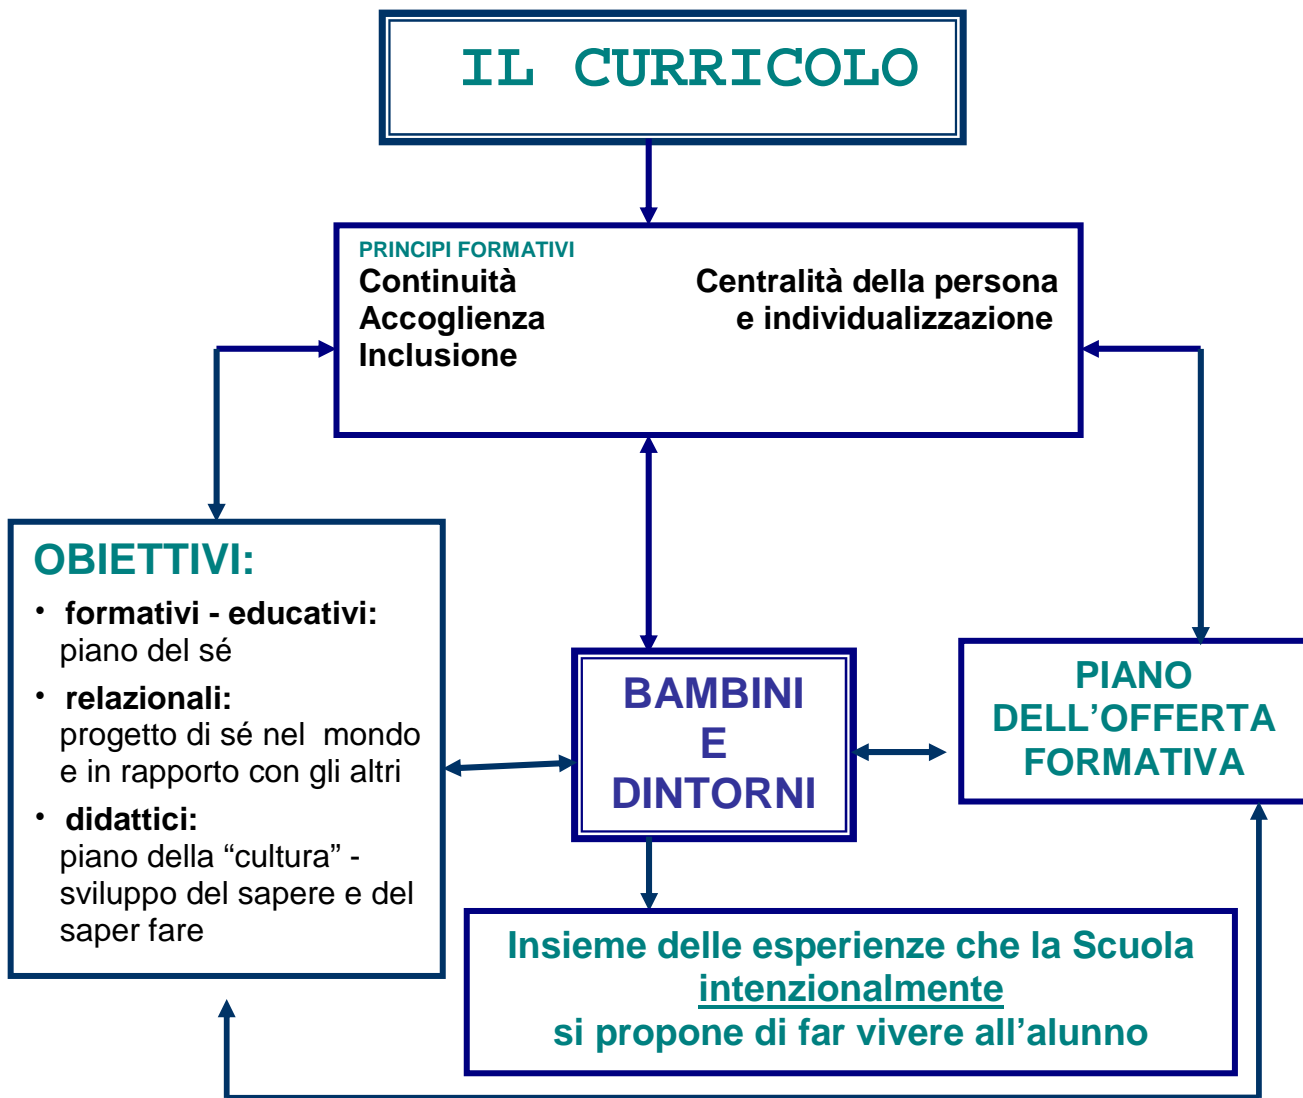 IL CURRICOLO
PRINCIPI FORMATIVI
Continuità
Accoglienza
Inclusione
Centralità della persona
e individualizzazione
OBIETTIVI:
• formativi - educativi:
piano del sé
• relazionali:
progetto di sé nel mondo
e in rapporto con gli altri
• didattici:
piano della “cultura” -
sviluppo del sapere e del
saper fare
BAMBINI
E
DINTORNI
PIANO
DELL’OFFERTA
FORMATIVA
Insieme delle esperienze che la Scuola
intenzionalmente
si propone di far vivere all’alunno